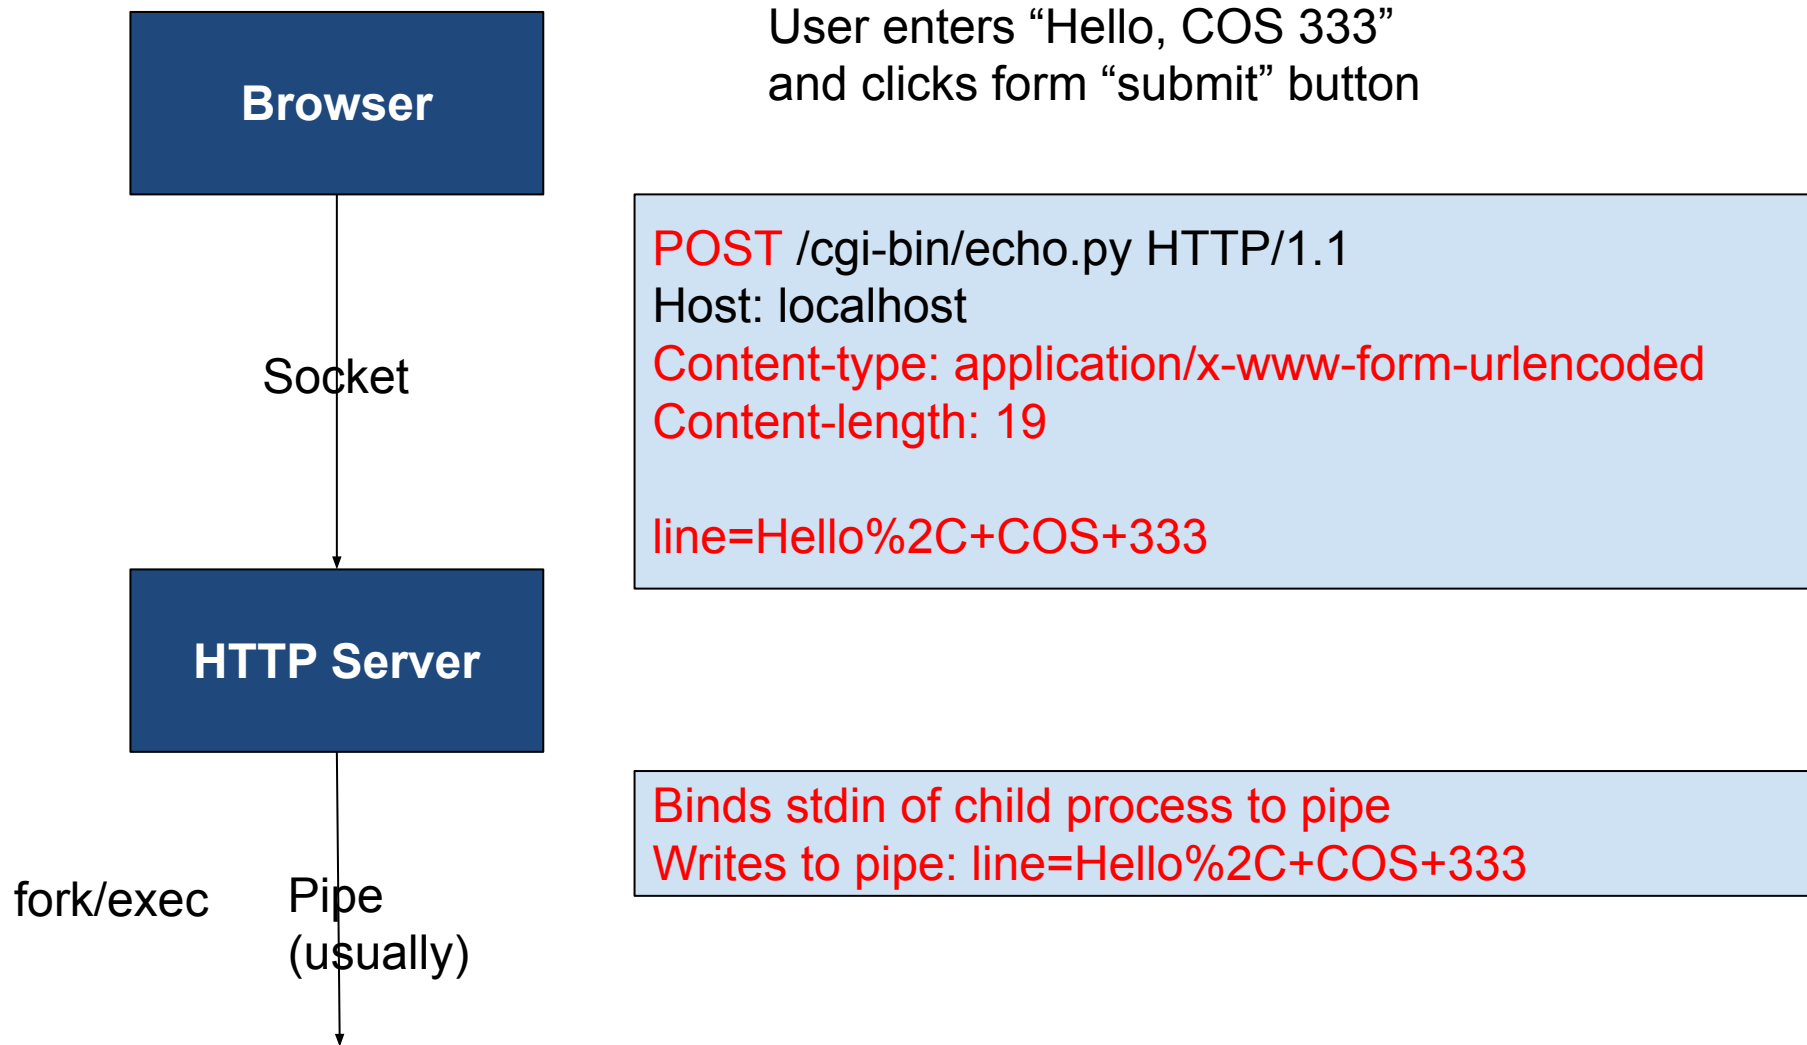 User enters “Hello, COS 333”
and clicks form “submit” button
Browser
POST /cgi-bin/echo.py HTTP/1.1
Host: localhost
Content-type: application/x-www-form-urlencoded
Content-length: 19
line=Hello%2C+COS+333
Socket
HTTP Server
Binds stdin of child process to pipe
Writes to pipe: line=Hello%2C+COS+333
fork/exec
Pipe
(usually)